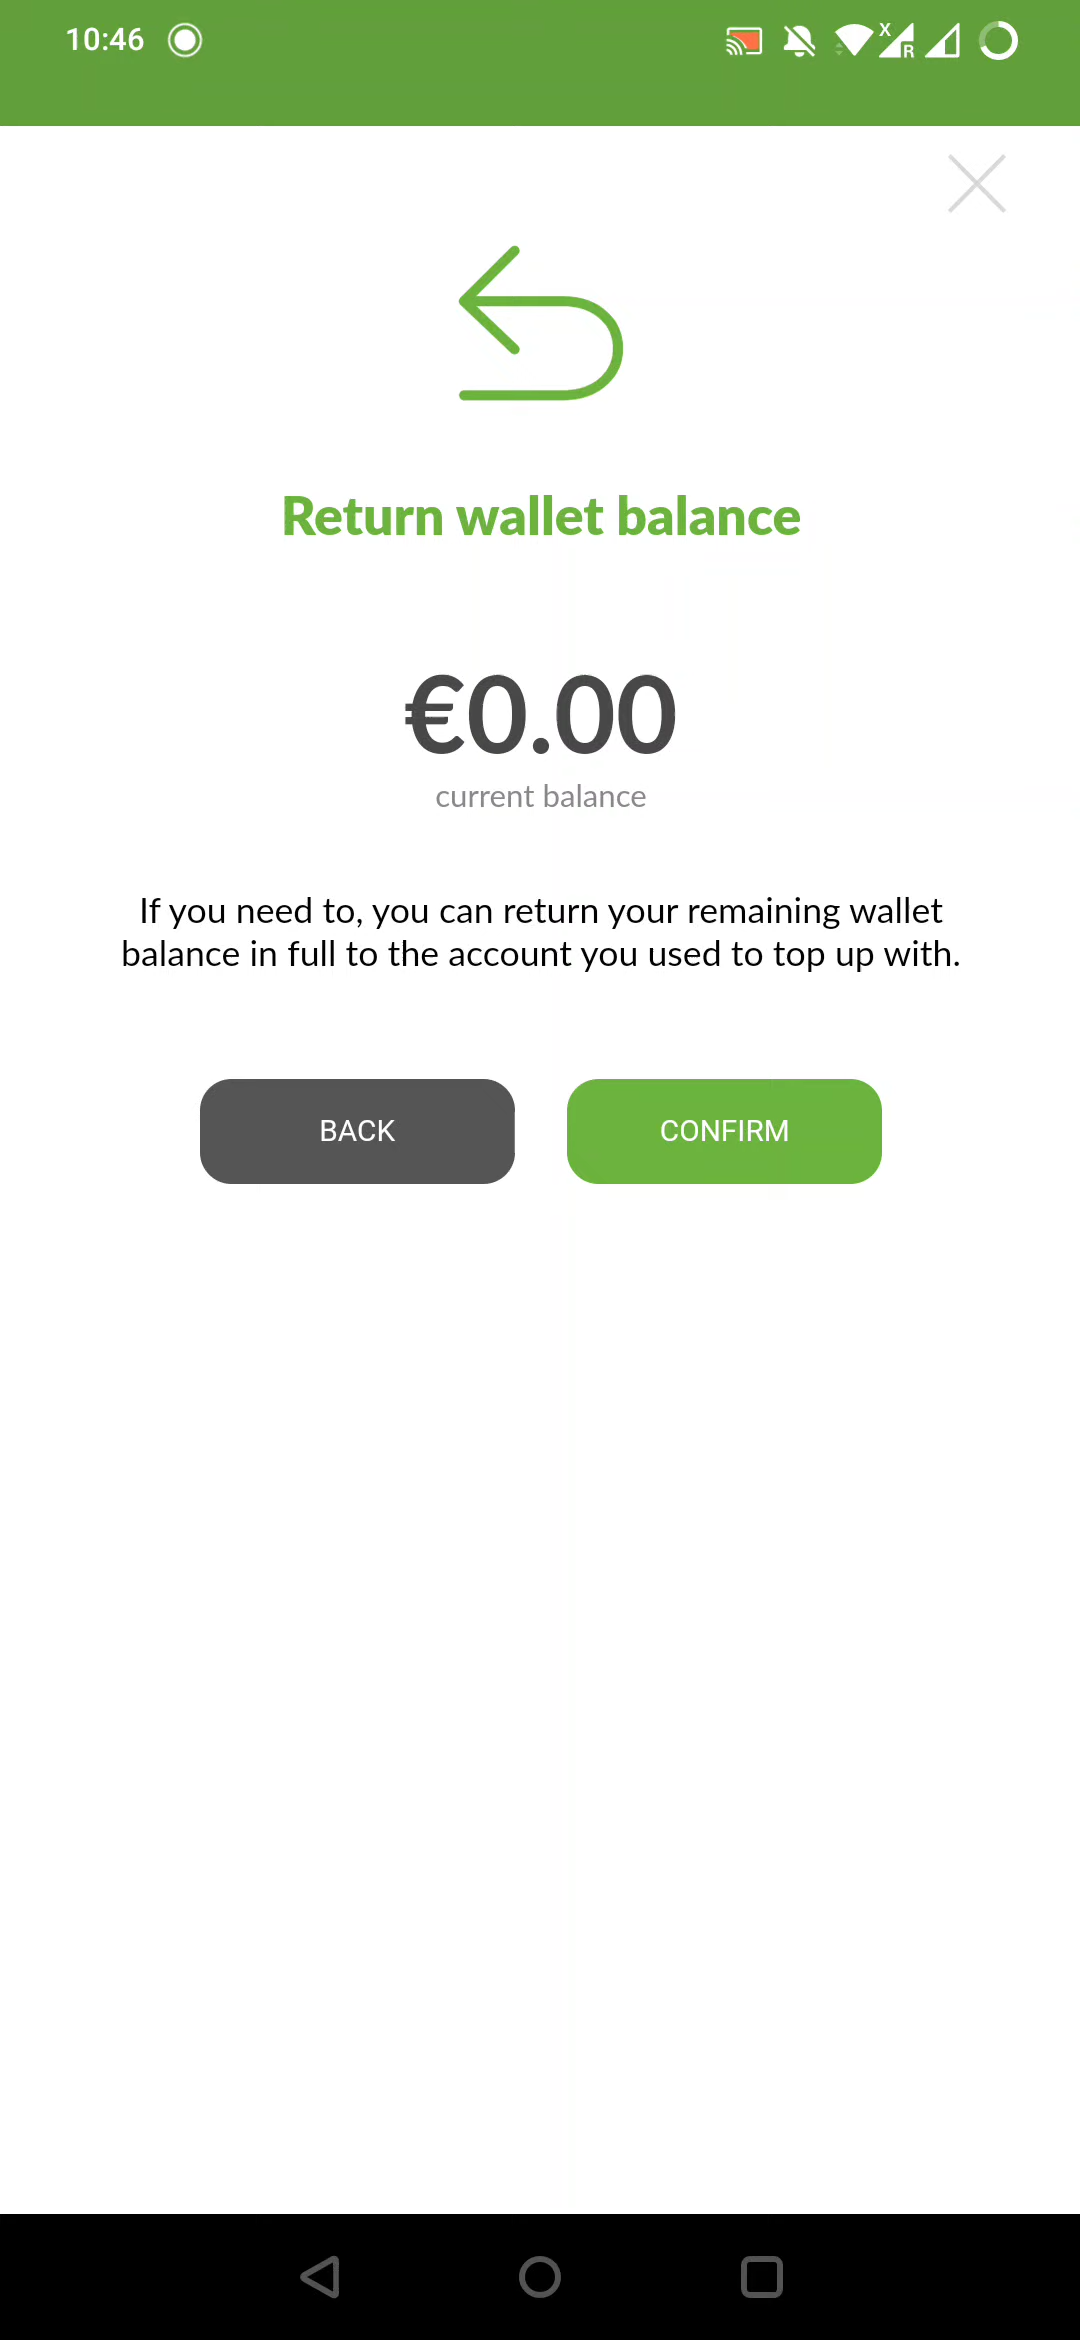 10:46
X
R
Return wallet balance
€0.00
current balance
If you need to, you can return your remaining wallet
balance in full to the account you used to top up with.
BACK
CONFIRM